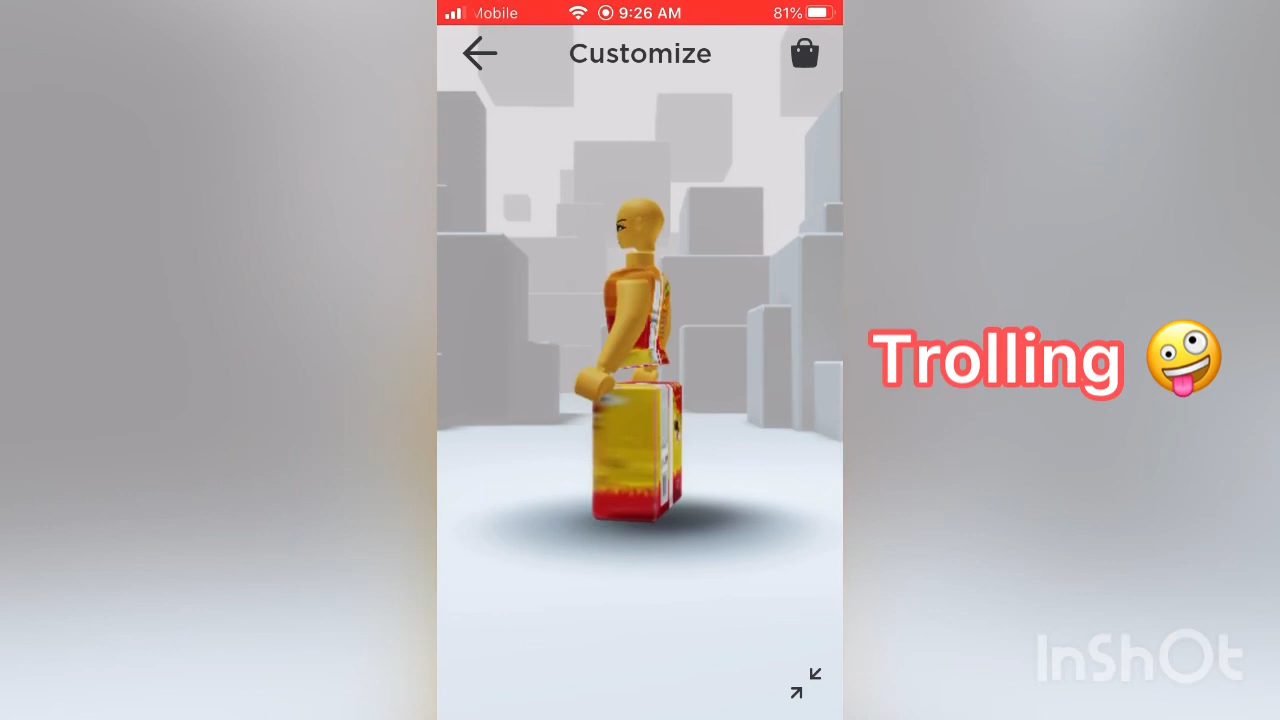 Mobile 9:26 AM 81%
Customize
Trolling 🤪
InShOt